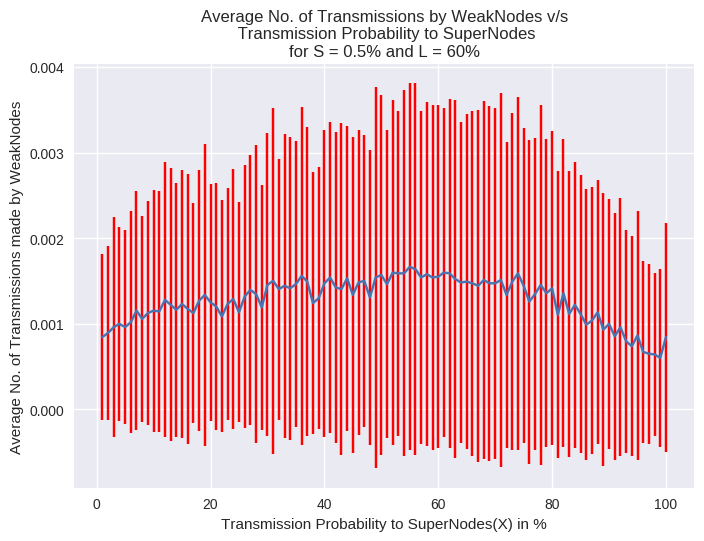 Average No. of Transmissions by WeakNodes v/s
Transmission Probability to SuperNodes
for S = 0.5% and L = 60%
Average No. of Transmissions made by WeakNodes
0.004
0.003
0.002
0.001
0.000
0 20 40 60 80 100
Transmission Probability to SuperNodes(X) in %